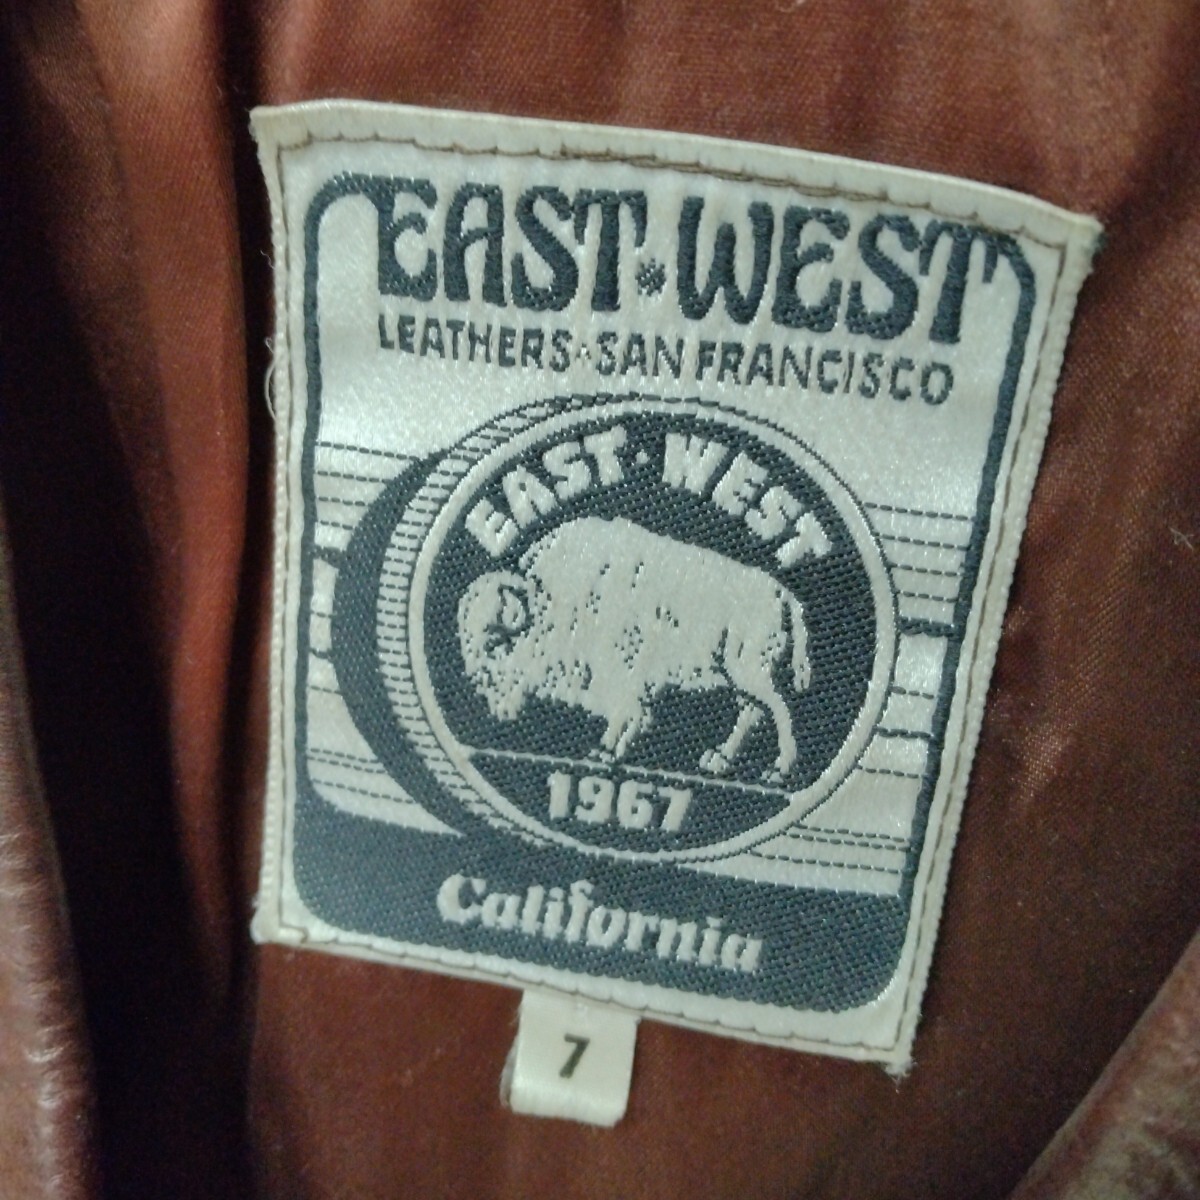 EAST·WEST
LEATHERS·SAN FRANCISCO
EAST·WEST
1967
California
7